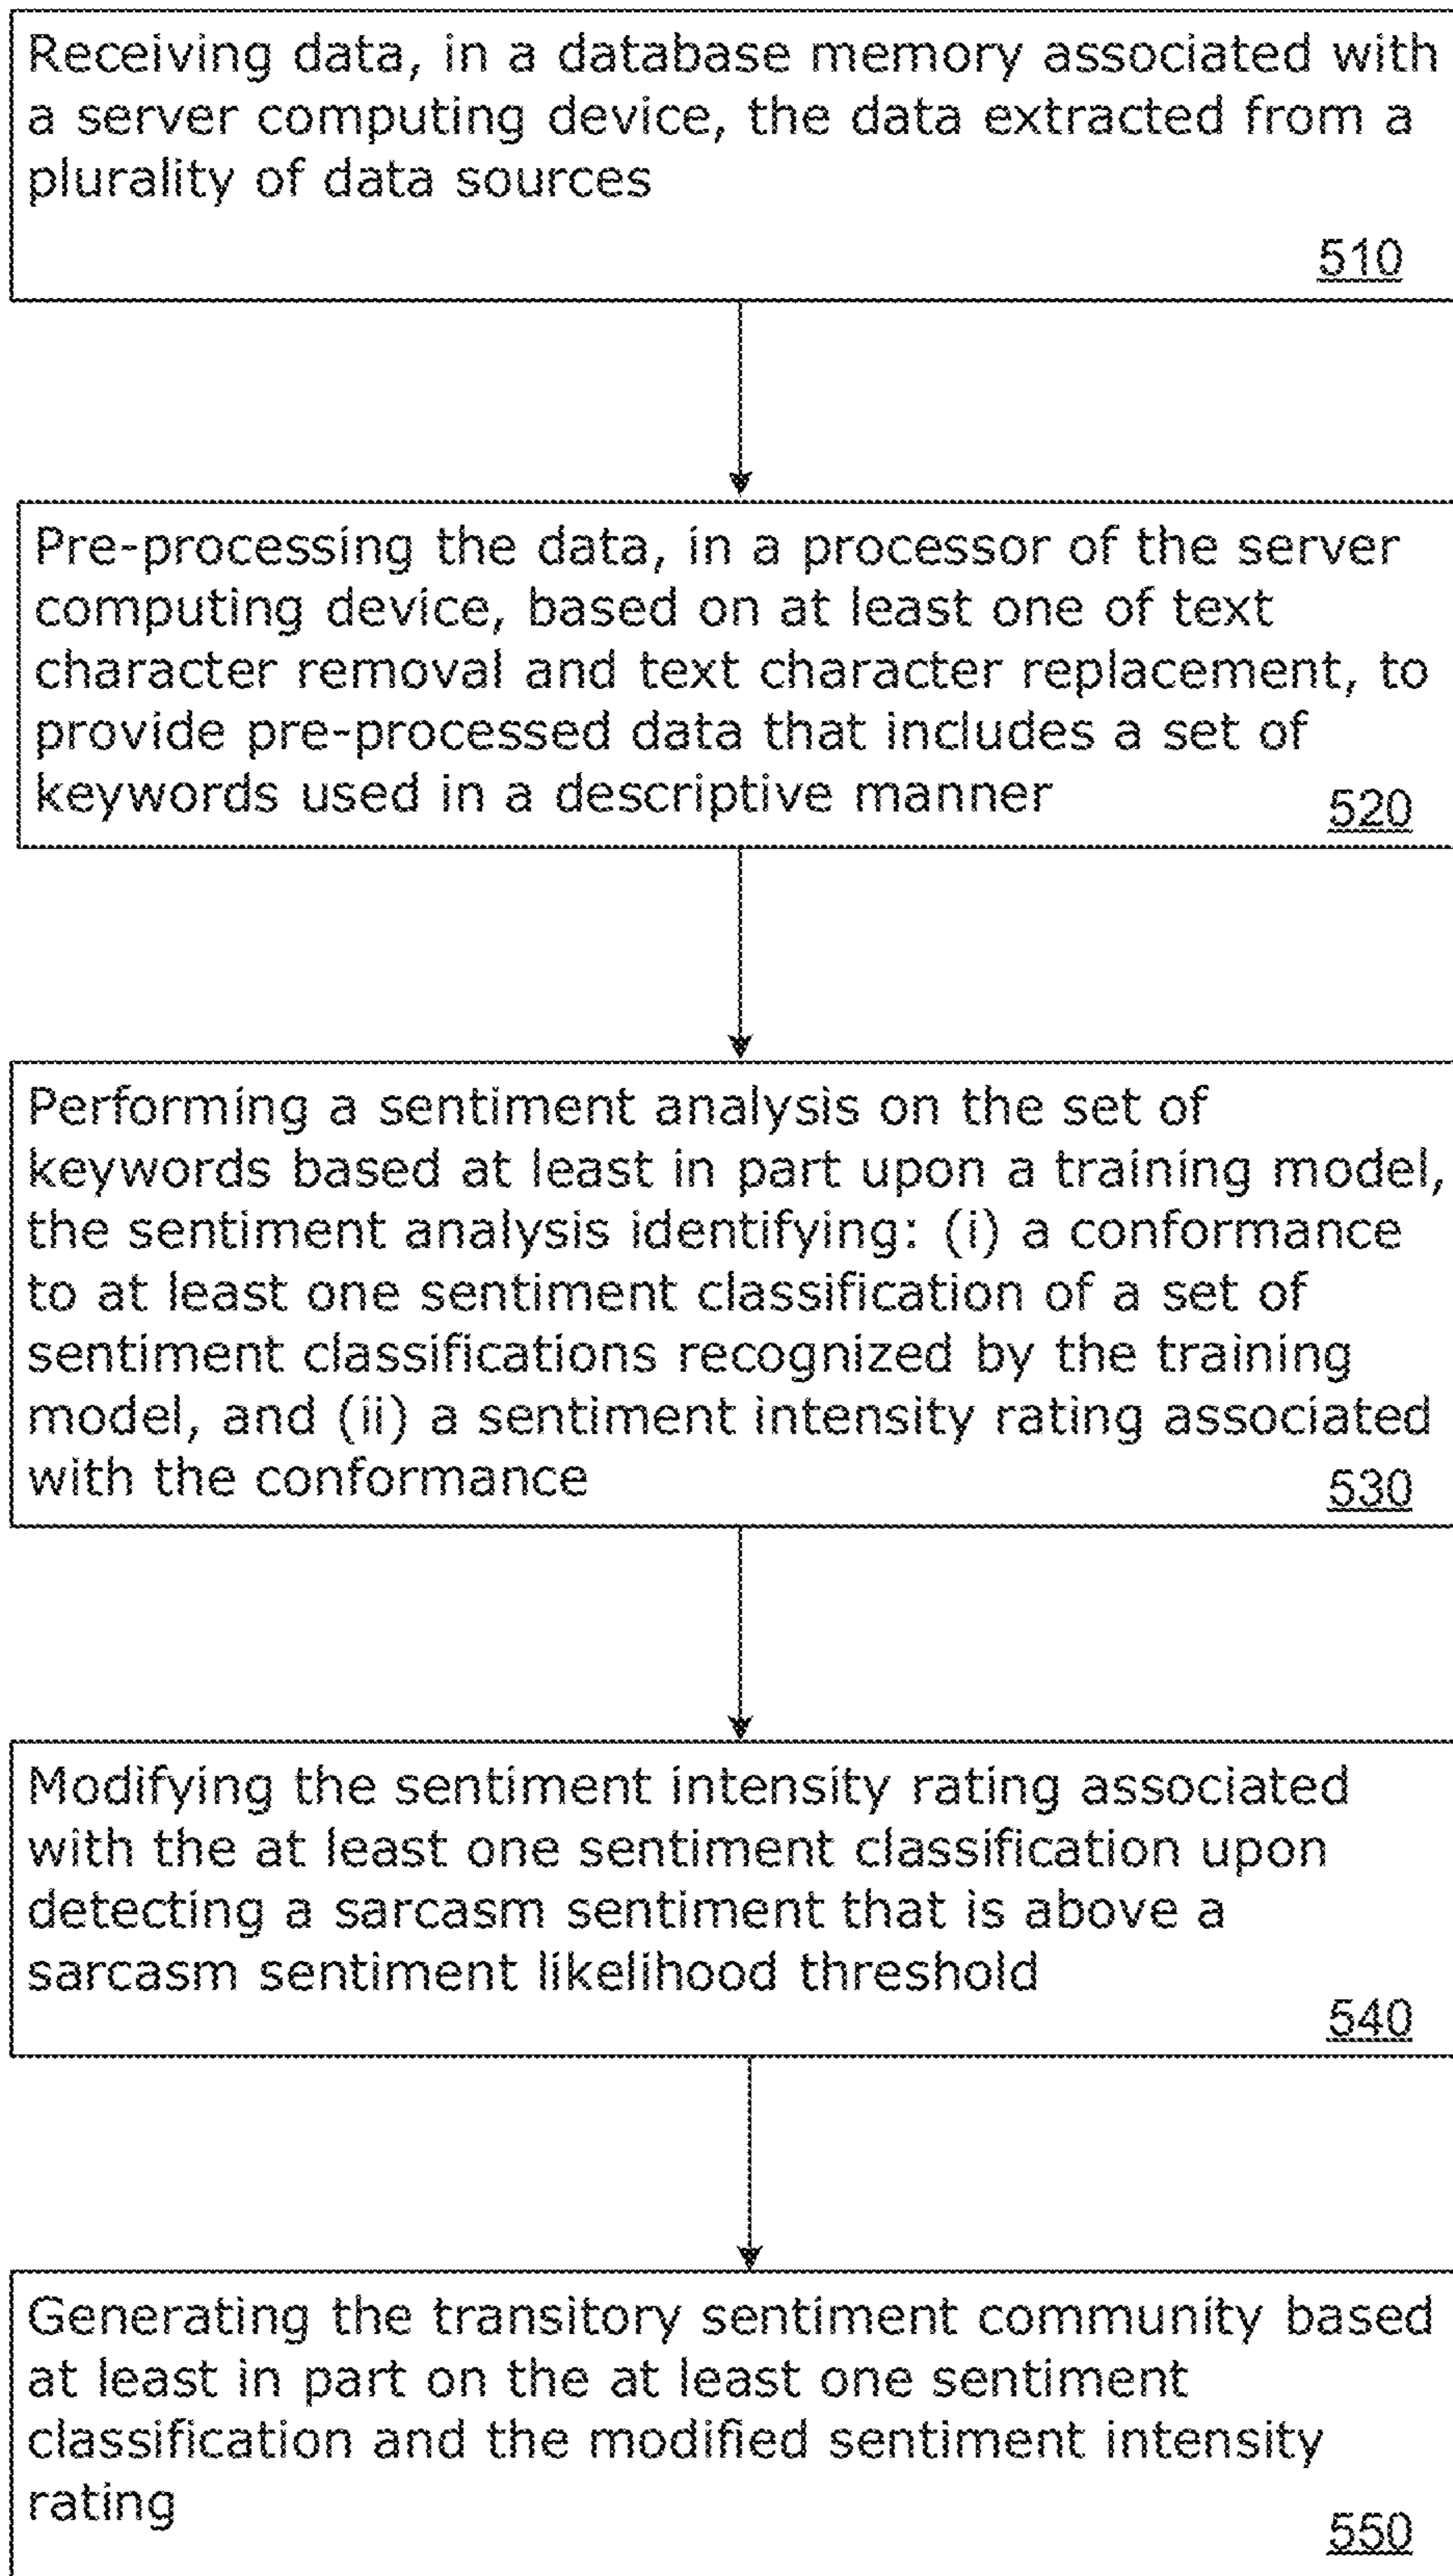 Receiving data, in a database memory associated with
a server computing device, the data extracted from a
plurality of data sources
510
Pre-processing the data, in a processor of the server
computing device, based on at least one of text
character removal and text character replacement, to
provide pre-processed data that includes a set of
keywords used in a descriptive manner
520
Performing a sentiment analysis on the set of
keywords based at least in part upon a training model,
the sentiment analysis identifying: (i) a conformance
to at least one sentiment classification of a set of
sentiment classifications recognized by the training
model, and (ii) a sentiment intensity rating associated
with the conformance
530
Modifying the sentiment intensity rating associated
with the at least one sentiment classification upon
detecting a sarcasm sentiment that is above a
sarcasm sentiment likelihood threshold
540
Generating the transitory sentiment community based
at least in part on the at least one sentiment
classification and the modified sentiment intensity
rating
550